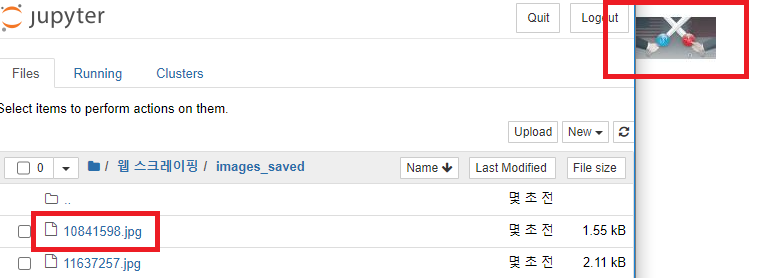 jupyter
Quit Logout
Files Running Clusters
Select items to perform actions on them.
Upload New
0 / 웹 스크레이핑 / images_saved Name Last Modified File size
.. 몇 초 전
10841598.jpg 몇 초 전 1.55 kB
11637257.jpg 몇 초 전 2.11 kB